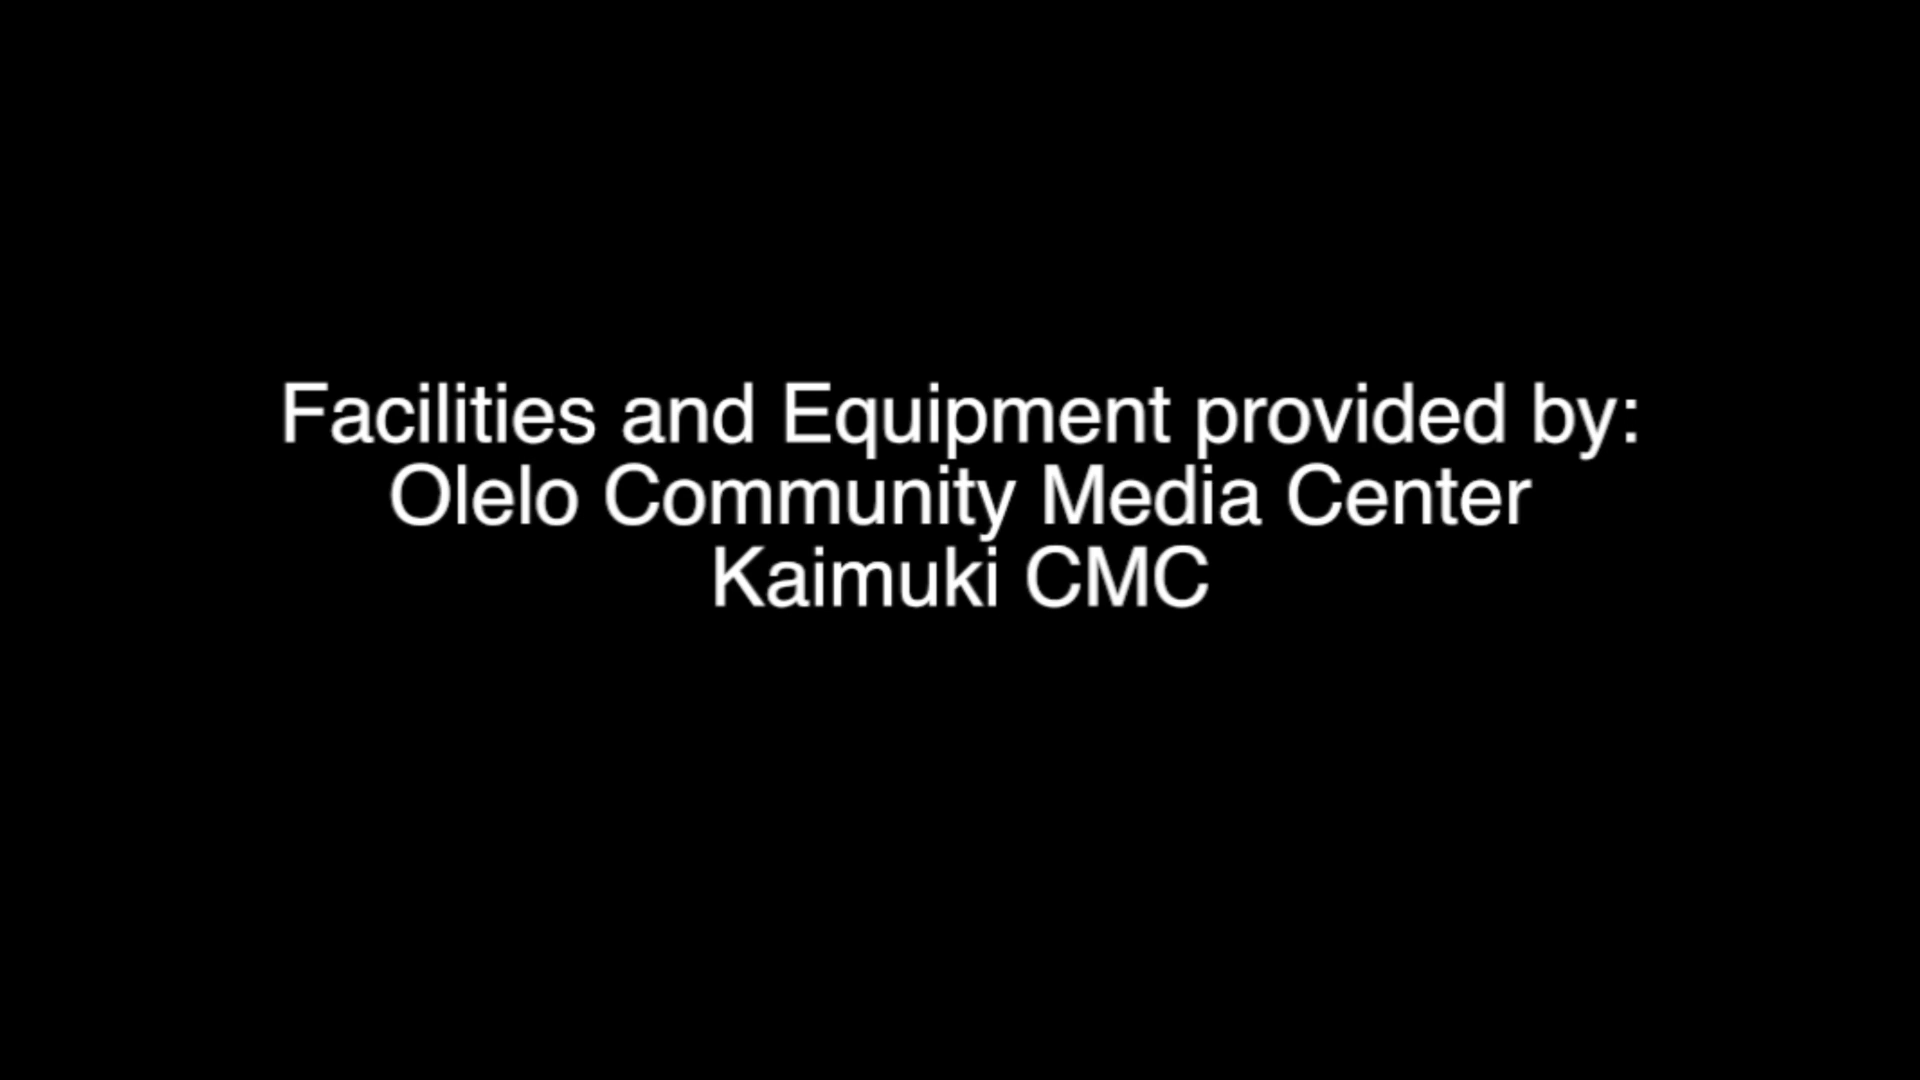 Facilities and Equipment provided by:
Olelo Community Media Center
Kaimuki CMC